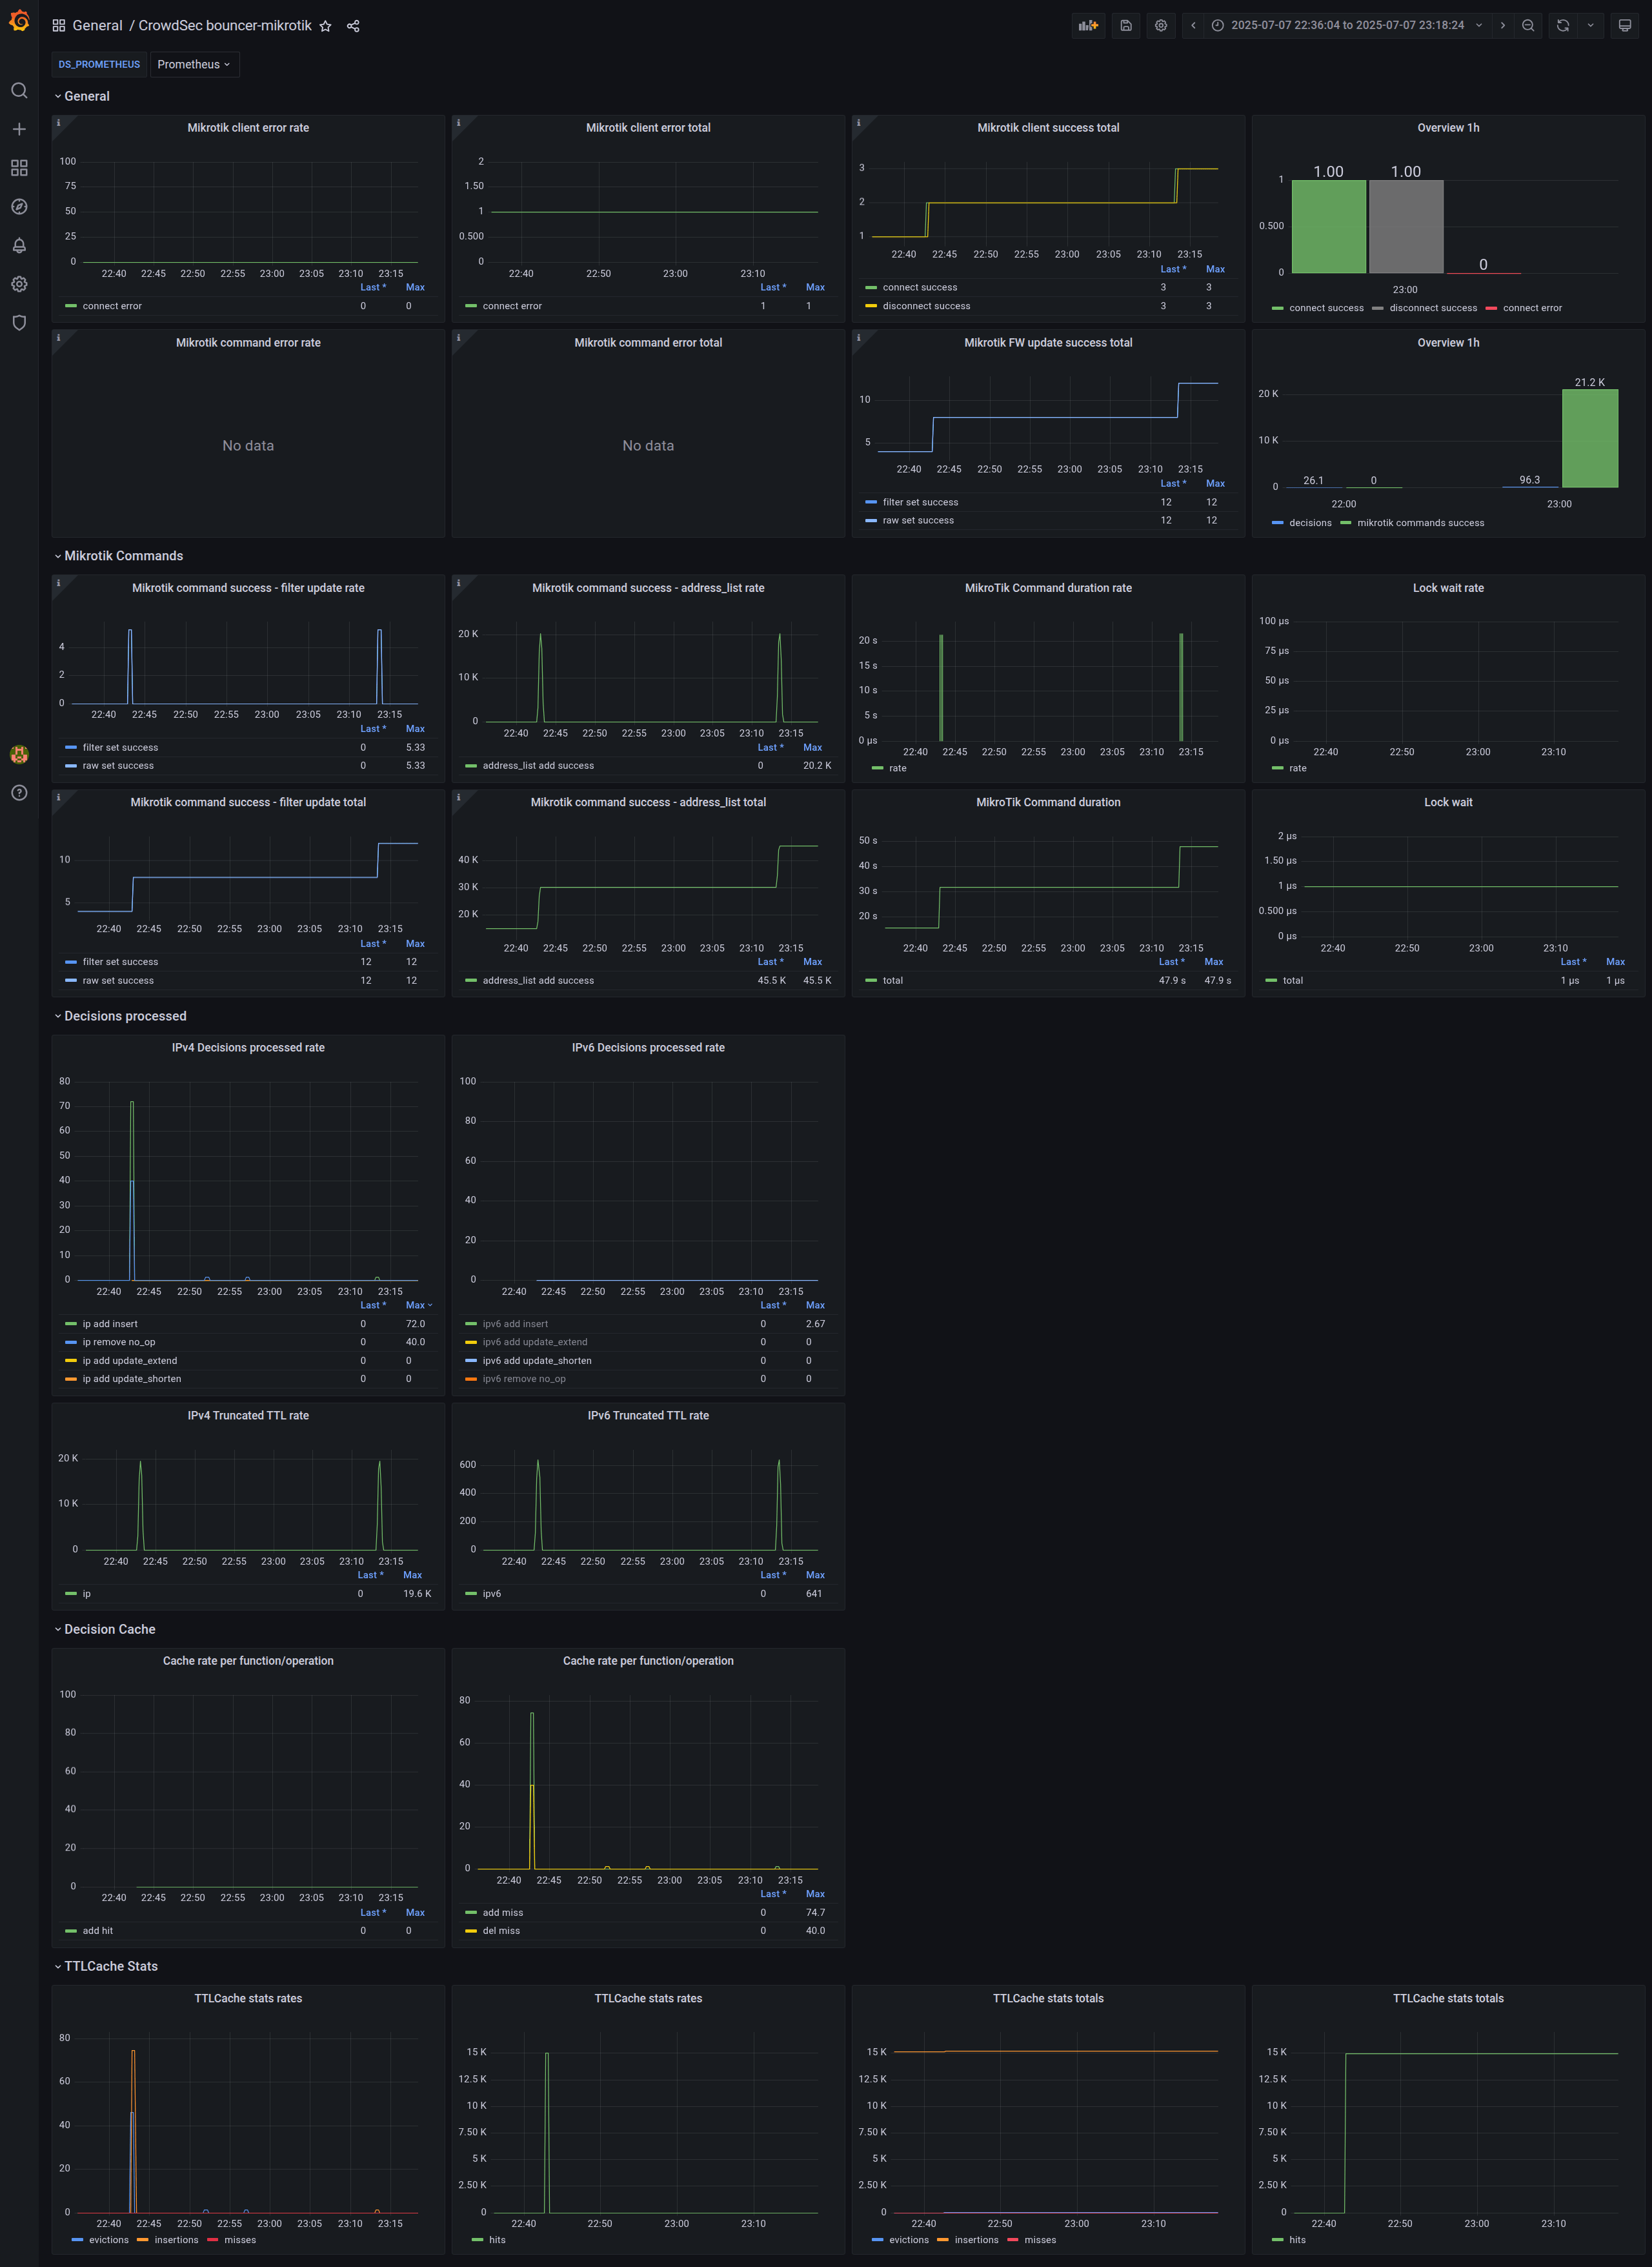 General / CrowdSec bouncer-mikrotik
2025-07-07 22:36:04 to 2025-07-07 23:18:24
DS_PROMETHEUS Prometheus
General
Mikrotik client error rate
100
75
50
25
0
22:40 22:45 22:50 22:55 23:00 23:05 23:10 23:15
Last * Max
connect error 0 0
Mikrotik client error total
2
1.50
1
0.500
0
22:40 22:50 23:00 23:10
Last * Max
connect error 1 1
Mikrotik client success total
3
2
1
22:40 22:45 22:50 22:55 23:00 23:05 23:10 23:15
Last * Max
connect success 3 3
disconnect success 3 3
Overview 1h
1.00 1.00
1
0.500
0
0
23:00
connect success disconnect success connect error
Mikrotik command error rate
No data
Mikrotik command error total
No data
Mikrotik FW update success total
10
5
22:40 22:45 22:50 22:55 23:00 23:05 23:10 23:15
Last * Max
filter set success 12 12
raw set success 12 12
Overview 1h
21.2 K
20 K
10 K
0
26.1 0 96.3
22:00 23:00
decisions mikrotik commands success
Mikrotik Commands
Mikrotik command success - filter update rate
4
2
0
22:40 22:45 22:50 22:55 23:00 23:05 23:10 23:15
Last * Max
filter set success 0 5.33
raw set success 0 5.33
Mikrotik command success - address_list rate
20 K
10 K
0
22:40 22:45 22:50 22:55 23:00 23:05 23:10 23:15
Last * Max
address_list add success 0 20.2 K
MikroTik Command duration rate
20 s
15 s
10 s
5 s
0 µs
22:40 22:45 22:50 22:55 23:00 23:05 23:10 23:15
rate
Lock wait rate
100 µs
75 µs
50 µs
25 µs
0 µs
22:40 22:50 23:00 23:10
rate
Mikrotik command success - filter update total
10
5
22:40 22:45 22:50 22:55 23:00 23:05 23:10 23:15
Last * Max
filter set success 12 12
raw set success 12 12
Mikrotik command success - address_list total
40 K
30 K
20 K
22:40 22:45 22:50 22:55 23:00 23:05 23:10 23:15
Last * Max
address_list add success 45.5 K 45.5 K
MikroTik Command duration
50 s
40 s
30 s
20 s
22:40 22:45 22:50 22:55 23:00 23:05 23:10 23:15
Last * Max
total 47.9 s 47.9 s
Lock wait
2 µs
1.50 µs
1 µs
0.500 µs
0 µs
22:40 22:50 23:00 23:10
Last * Max
total 1 µs 1 µs
Decisions processed
IPv4 Decisions processed rate
80
70
60
50
40
30
20
10
0
22:40 22:45 22:50 22:55 23:00 23:05 23:10 23:15
Last * Max
ip add insert 0 72.0
ip remove no_op 0 40.0
ip add update_extend 0 0
ip add update_shorten 0 0
IPv6 Decisions processed rate
100
80
60
40
20
0
22:40 22:45 22:50 22:55 23:00 23:05 23:10 23:15
Last * Max
ipv6 add insert 0 2.67
ipv6 add update_extend 0 0
ipv6 add update_shorten 0 0
ipv6 remove no_op 0 0
IPv4 Truncated TTL rate
20 K
10 K
0
22:40 22:45 22:50 22:55 23:00 23:05 23:10 23:15
Last * Max
ip 0 19.6 K
IPv6 Truncated TTL rate
600
400
200
0
22:40 22:45 22:50 22:55 23:00 23:05 23:10 23:15
Last * Max
ipv6 0 641
Decision Cache
Cache rate per function/operation
100
80
60
40
20
0
22:40 22:45 22:50 22:55 23:00 23:05 23:10 23:15
Last * Max
add hit 0 0
Cache rate per function/operation
80
60
40
20
0
22:40 22:45 22:50 22:55 23:00 23:05 23:10 23:15
Last * Max
add miss 0 74.7
del miss 0 40.0
TTLCache Stats
TTLCache stats rates
80
60
40
20
0
22:40 22:45 22:50 22:55 23:00 23:05 23:10 23:15
evictions insertions misses
TTLCache stats rates
15 K
12.5 K
10 K
7.50 K
5 K
2.50 K
0
22:40 22:50 23:00 23:10
hits
TTLCache stats totals
15 K
12.5 K
10 K
7.50 K
5 K
2.50 K
0
22:40 22:50 23:00 23:10
evictions insertions misses
TTLCache stats totals
15 K
12.5 K
10 K
7.50 K
5 K
2.50 K
0
22:40 22:50 23:00 23:10
hits